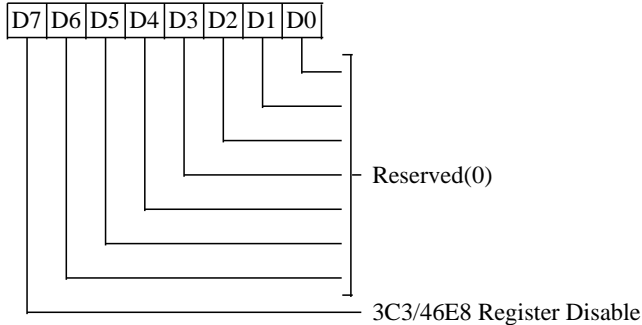 D7 D6 D5 D4 D3 D2 D1 D0
Reserved(0)
3C3/46E8 Register Disable